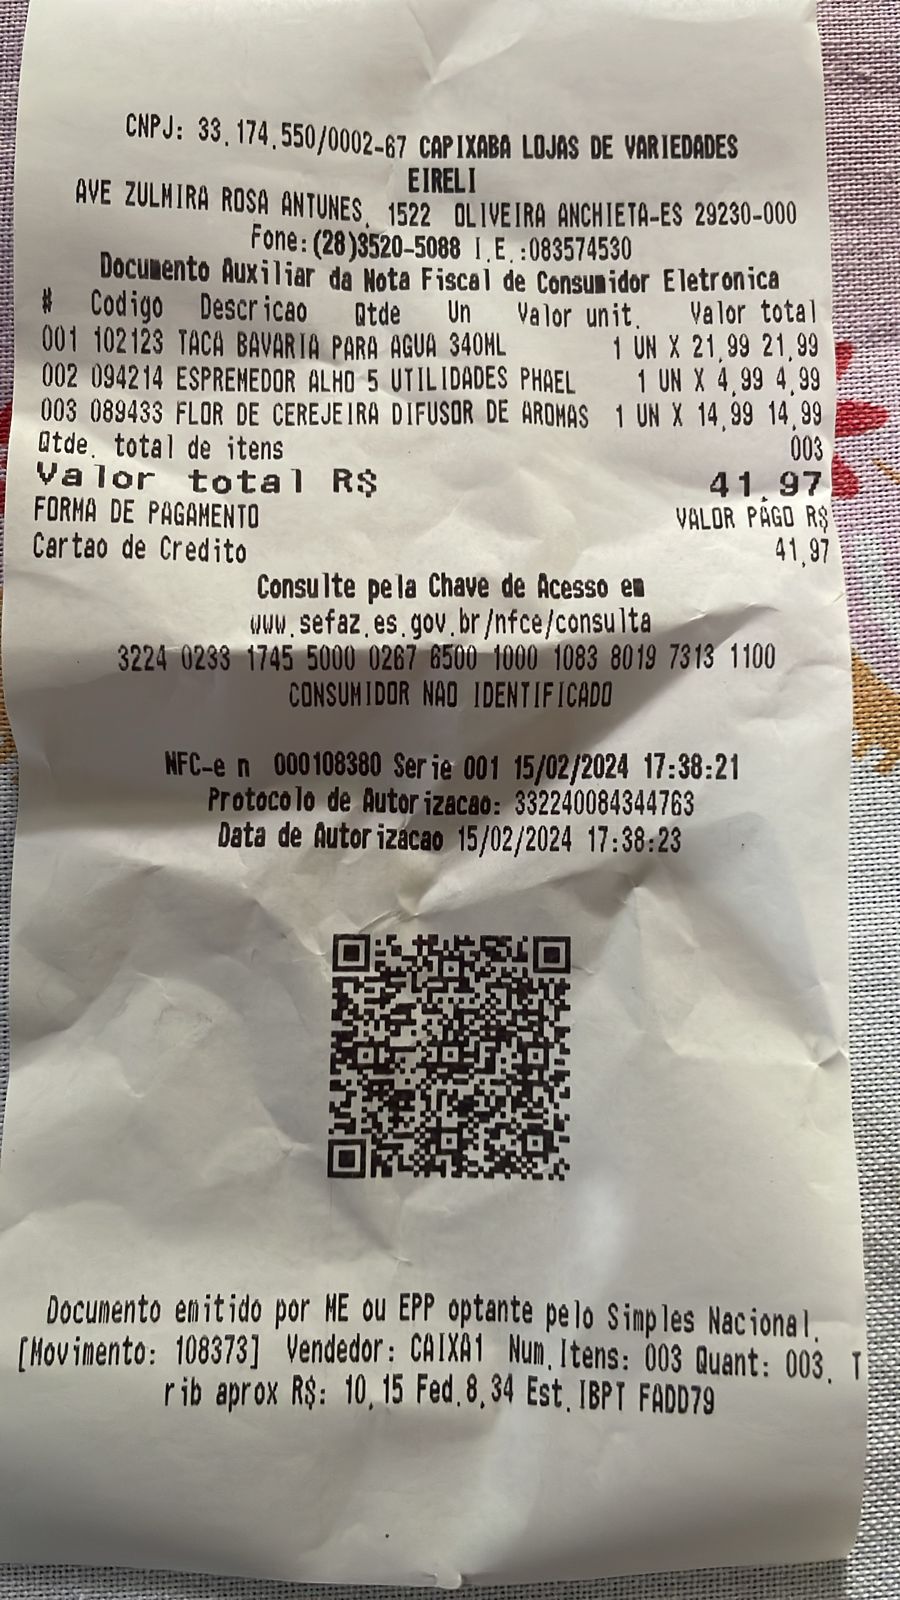 CNPJ: 33.174.550/0002-67 CAPIXABA LOJAS DE VARIEDADES
EIRELI
AVE ZULMIRA ROSA ANTUNES, 1522 OLIVEIRA ANCHIETA-ES 29230-000
Fone:(28)3520-5088 I.E.:083574530
Documento Auxiliar da Nota Fiscal de Consumidor Eletronica
# Codigo Descricao Qtde Un Valor unit. Valor total
001 102123 TACA BAVARIA PARA AGUA 340ML 1 UN X 21,99 21,99
002 094214 ESPREMEDOR ALHO 5 UTILIDADES PHAEL 1 UN X 4,99 4,99
003 089433 FLOR DE CEREJEIRA DIFUSOR DE AROMAS 1 UN X 14,99 14,99
Qtde. total de itens 003
Valor total R$ 41,97
FORMA DE PAGAMENTO VALOR PAGO R$
Cartao de Credito 41,97
Consulte pela Chave de Acesso em
www.sefaz.es.gov.br/nfce/consulta
3224 0233 1745 5000 0267 6500 1000 1083 8019 7313 1100
CONSUMIDOR NAO IDENTIFICADO
NFC-e n 000108380 Serie 001 15/02/2024 17:38:21
Protocolo de Autorizacao: 332240084344763
Data de Autorizacao 15/02/2024 17:38:23
Documento emitido por ME ou EPP optante pelo Simples Nacional.
[Movimento: 108373] Vendedor: CAIXA1 Num.Itens: 003 Quant: 003. T
rib aprox R$: 10,15 Fed.8,34 Est.IBPT FADD79